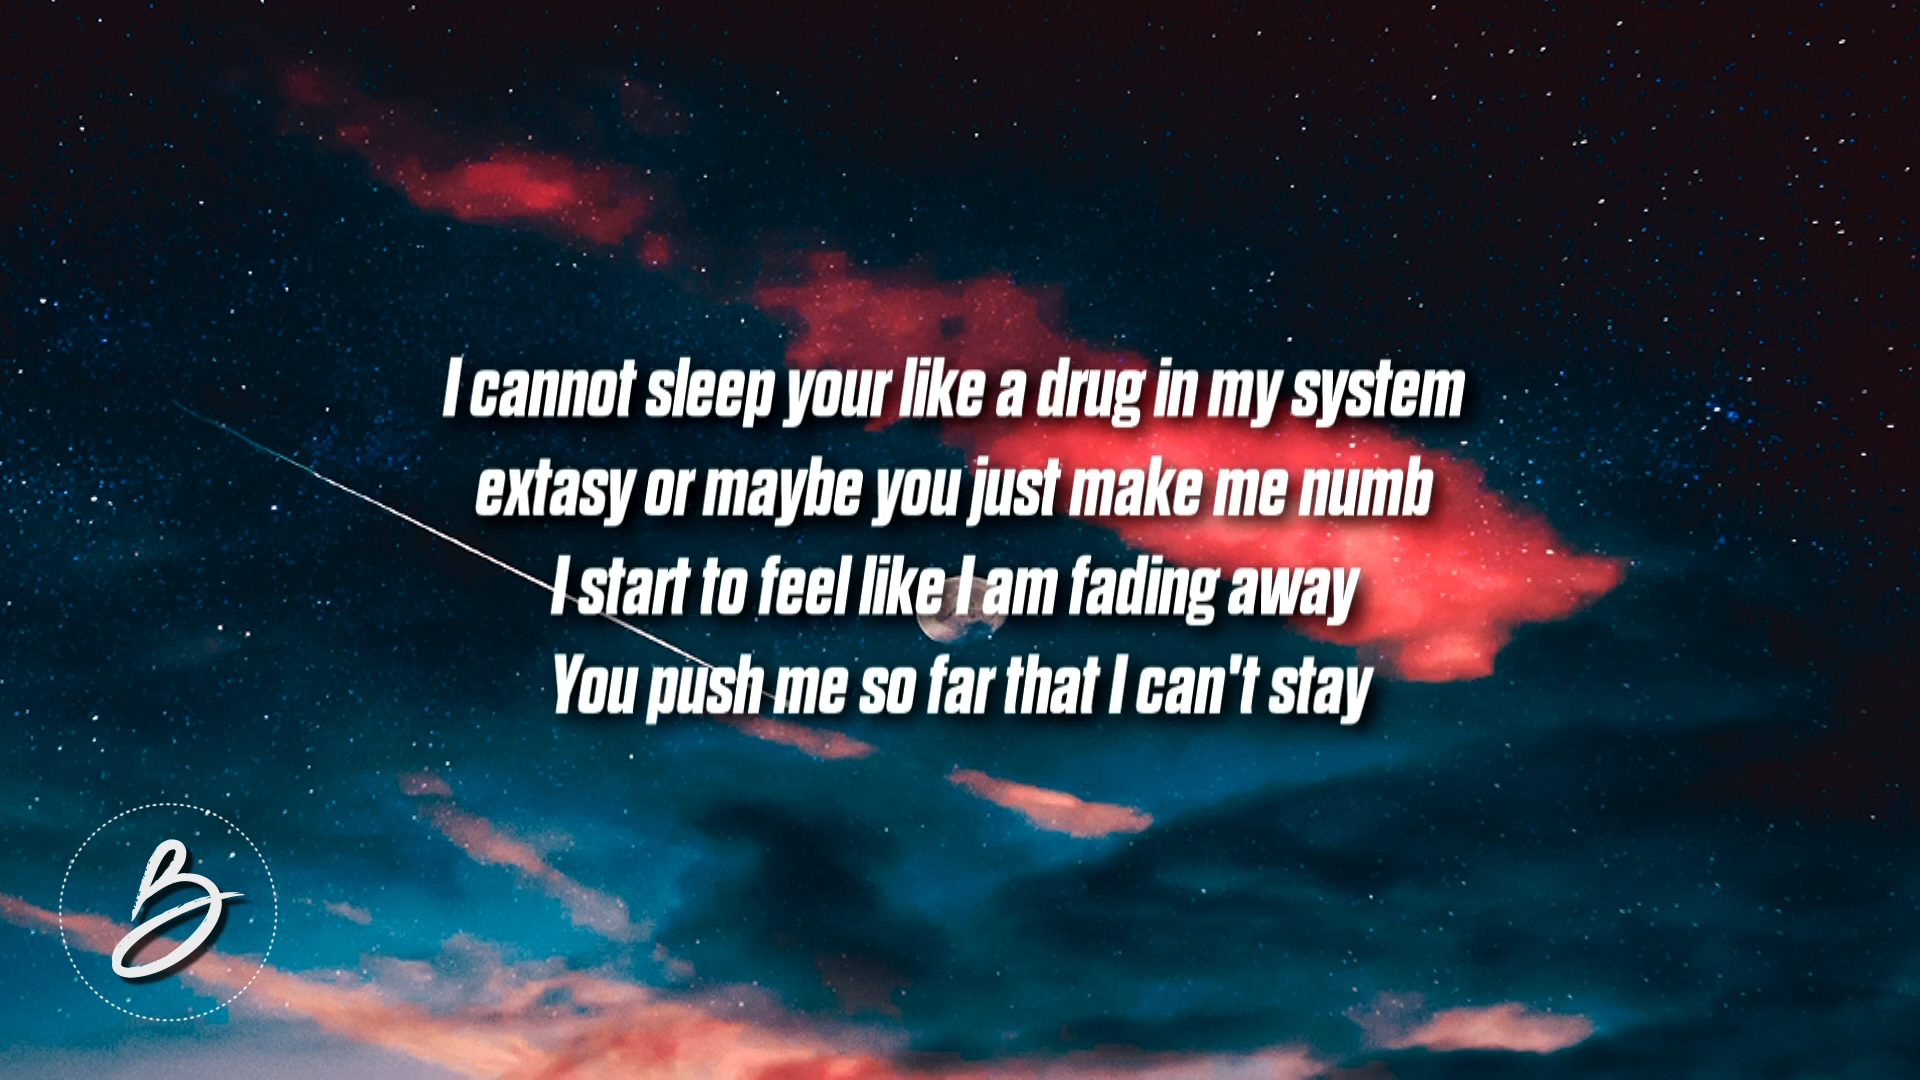 I cannot sleep your like a drug in my system
extasy or maybe you just make me numb
I start to feel like I am fading away
You push me so far that I can't stay
B